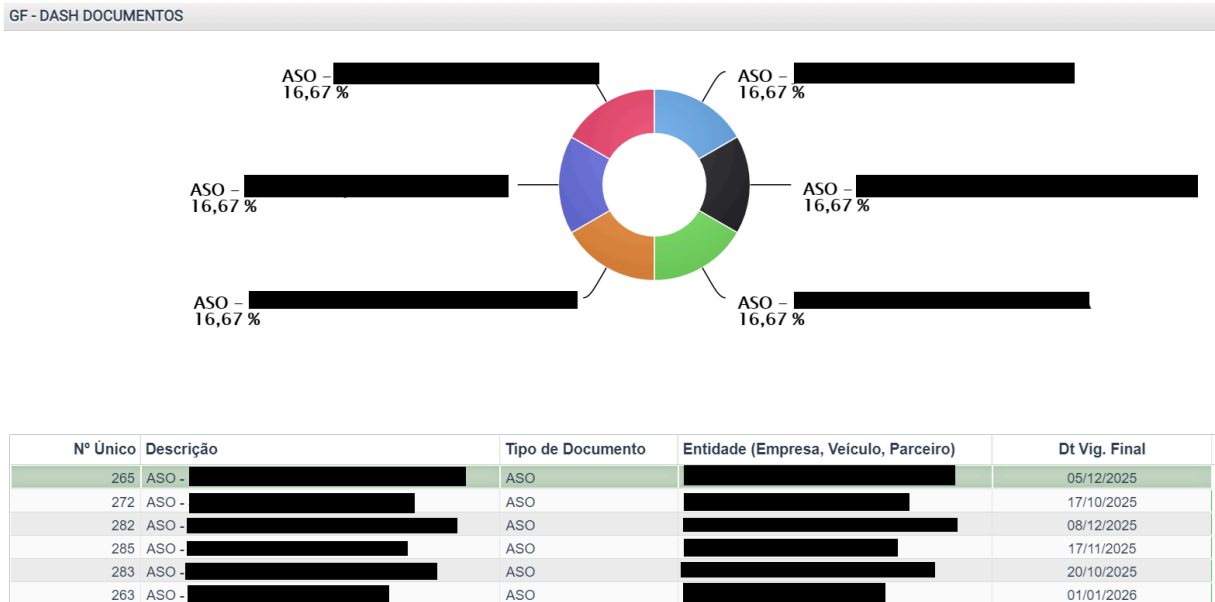 GF - DASH DOCUMENTOS
ASO –
16,67 %
ASO –
16,67 %
ASO –
16,67 %
ASO –
16,67 %
ASO –
16,67 %
ASO –
16,67 %
Nº Único Descrição Tipo de Documento Entidade (Empresa, Veículo, Parceiro) Dt Vig. Final
265 ASO - ASO 05/12/2025
272 ASO - ASO 17/10/2025
282 ASO - ASO 08/12/2025
285 ASO - ASO 17/11/2025
283 ASO - ASO 20/10/2025
263 ASO - ASO 01/01/2026